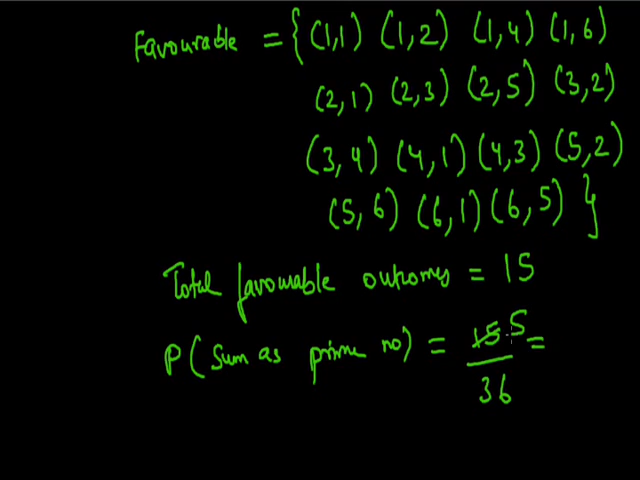 Favourable = { (1,1) (1,2) (1,4) (1,6)
(2,1) (2,3) (2,5) (3,2)
(3,4) (4,1) (4,3) (5,2)
(5,6) (6,1) (6,5) }
Total favourable outcomes = 15
P(Sum as prime no) = 15 5 =
36